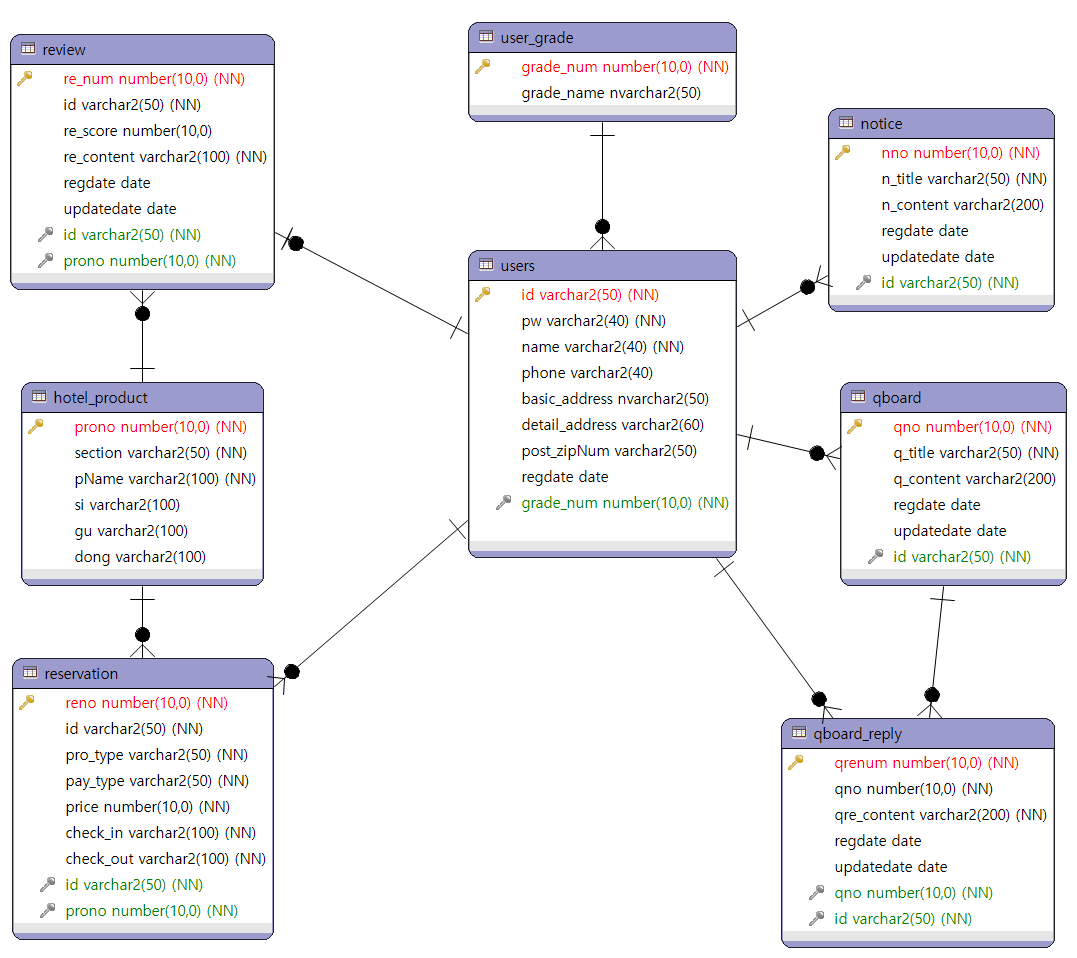 review
re_num number(10,0) (NN)
id varchar2(50) (NN)
re_score number(10,0)
re_content varchar2(100) (NN)
regdate date
updatedate date
id varchar2(50) (NN)
prono number(10,0) (NN)
user_grade
grade_num number(10,0) (NN)
grade_name nvarchar2(50)
notice
nno number(10,0) (NN)
n_title varchar2(50) (NN)
n_content varchar2(200)
regdate date
updatedate date
id varchar2(50) (NN)
users
id varchar2(50) (NN)
pw varchar2(40) (NN)
name varchar2(40) (NN)
phone varchar2(40)
basic_address nvarchar2(50)
detail_address varchar2(60)
post_zipNum varchar2(50)
regdate date
grade_num number(10,0) (NN)
hotel_product
prono number(10,0) (NN)
section varchar2(50) (NN)
pName varchar2(100) (NN)
si varchar2(100)
gu varchar2(100)
dong varchar2(100)
qboard
qno number(10,0) (NN)
q_title varchar2(50) (NN)
q_content varchar2(200)
regdate date
updatedate date
id varchar2(50) (NN)
reservation
reno number(10,0) (NN)
id varchar2(50) (NN)
pro_type varchar2(50) (NN)
pay_type varchar2(50) (NN)
price number(10,0) (NN)
check_in varchar2(100) (NN)
check_out varchar2(100) (NN)
id varchar2(50) (NN)
prono number(10,0) (NN)
qboard_reply
qrenum number(10,0) (NN)
qno number(10,0) (NN)
qre_content varchar2(200) (NN)
regdate date
updatedate date
qno number(10,0) (NN)
id varchar2(50) (NN)